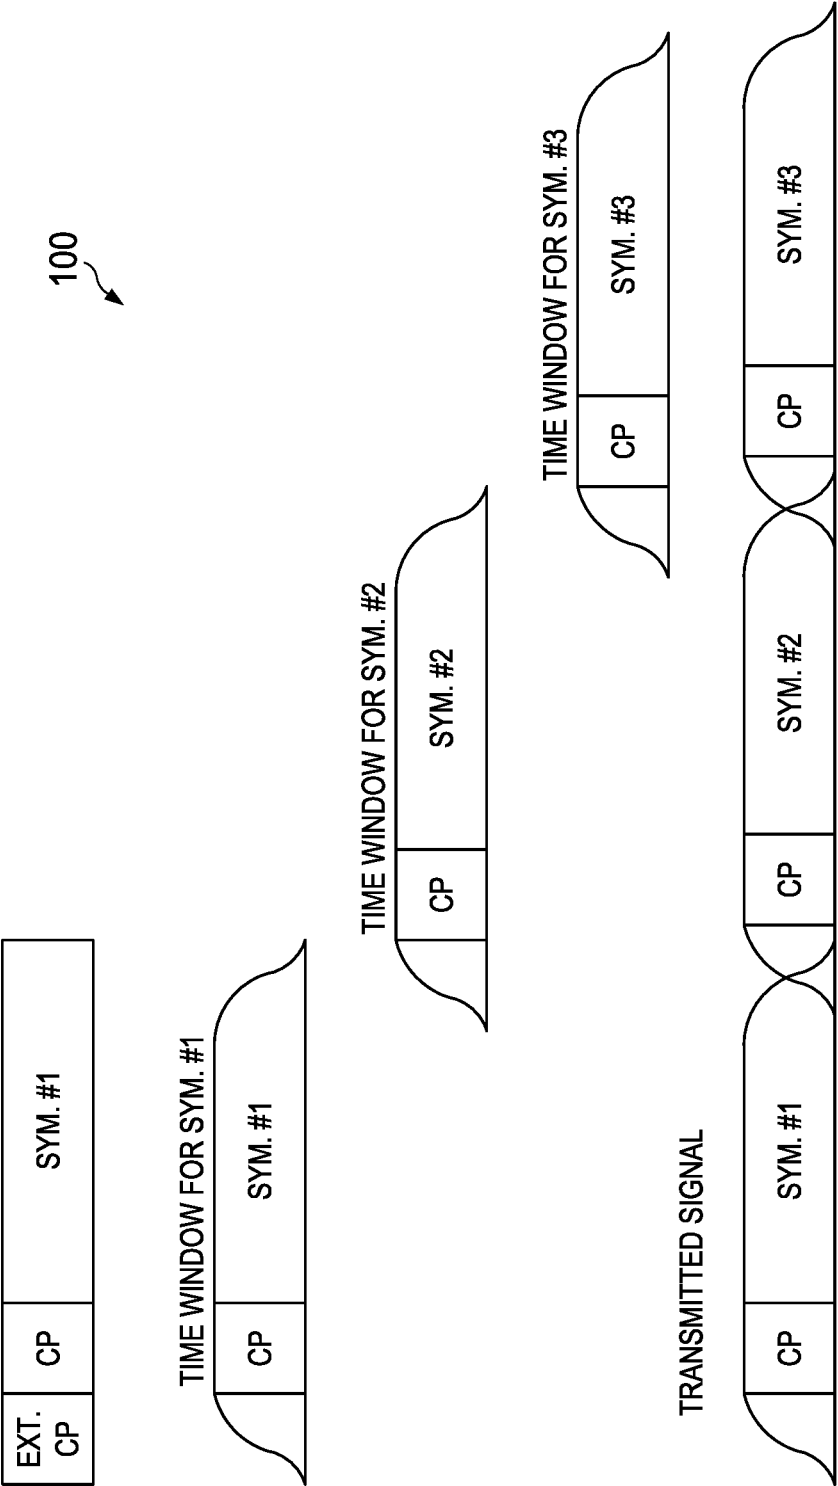 100
EXT.
CP
CP
SYM. #1
TIME WINDOW FOR SYM. #1
CP
SYM. #1
TIME WINDOW FOR SYM. #2
CP
SYM. #2
TIME WINDOW FOR SYM. #3
CP
SYM. #3
TRANSMITTED SIGNAL
CP
SYM. #1
CP
SYM. #2
CP
SYM. #3